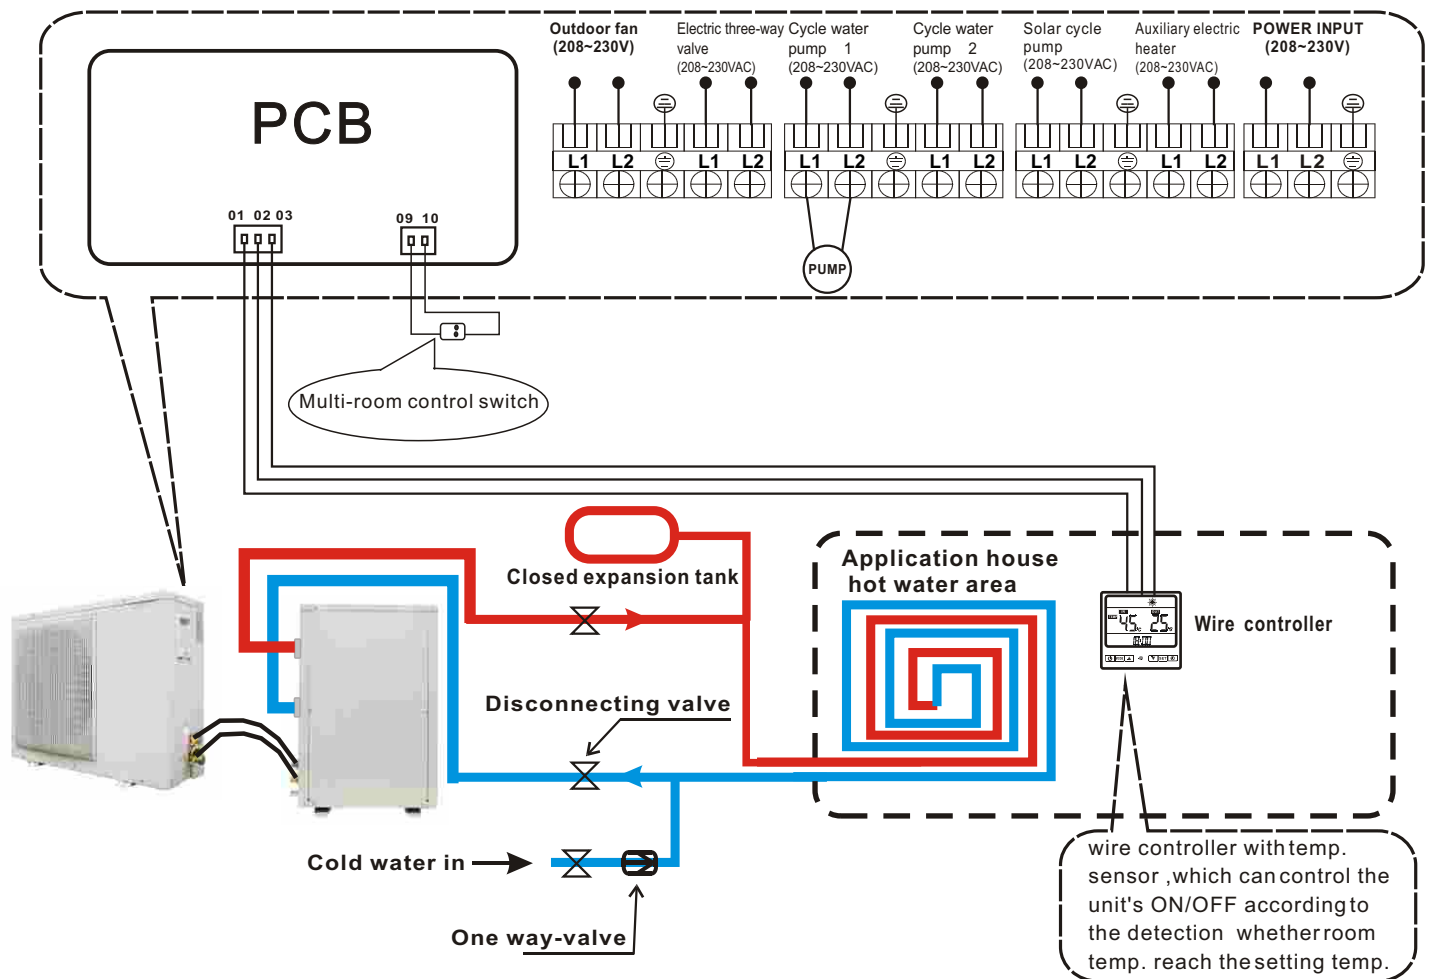 Outdoor fan
(208~230V)
Electric three-way
valve
(208~230VAC)
Cycle water
pump 1
(208~230VAC)
Cycle water
pump 2
(208~230VAC)
Solar cycle
pump
(208~230VAC)
Auxiliary electric
heater
(208~230VAC)
POWER INPUT
(208~230V)
PCB
L1 L2 L1 L2
L1 L2 L1 L2
L1 L2 L1 L2
L1 L2
01 02 03
09 10
PUMP
Multi-room control switch
Closed expansion tank
Application house
hot water area
45 25
Wire controller
Disconnecting valve
Cold water in
One way-valve
wire controller with temp.
sensor ,which can control the
unit's ON/OFF according to
the detection whether room
temp. reach the setting temp.